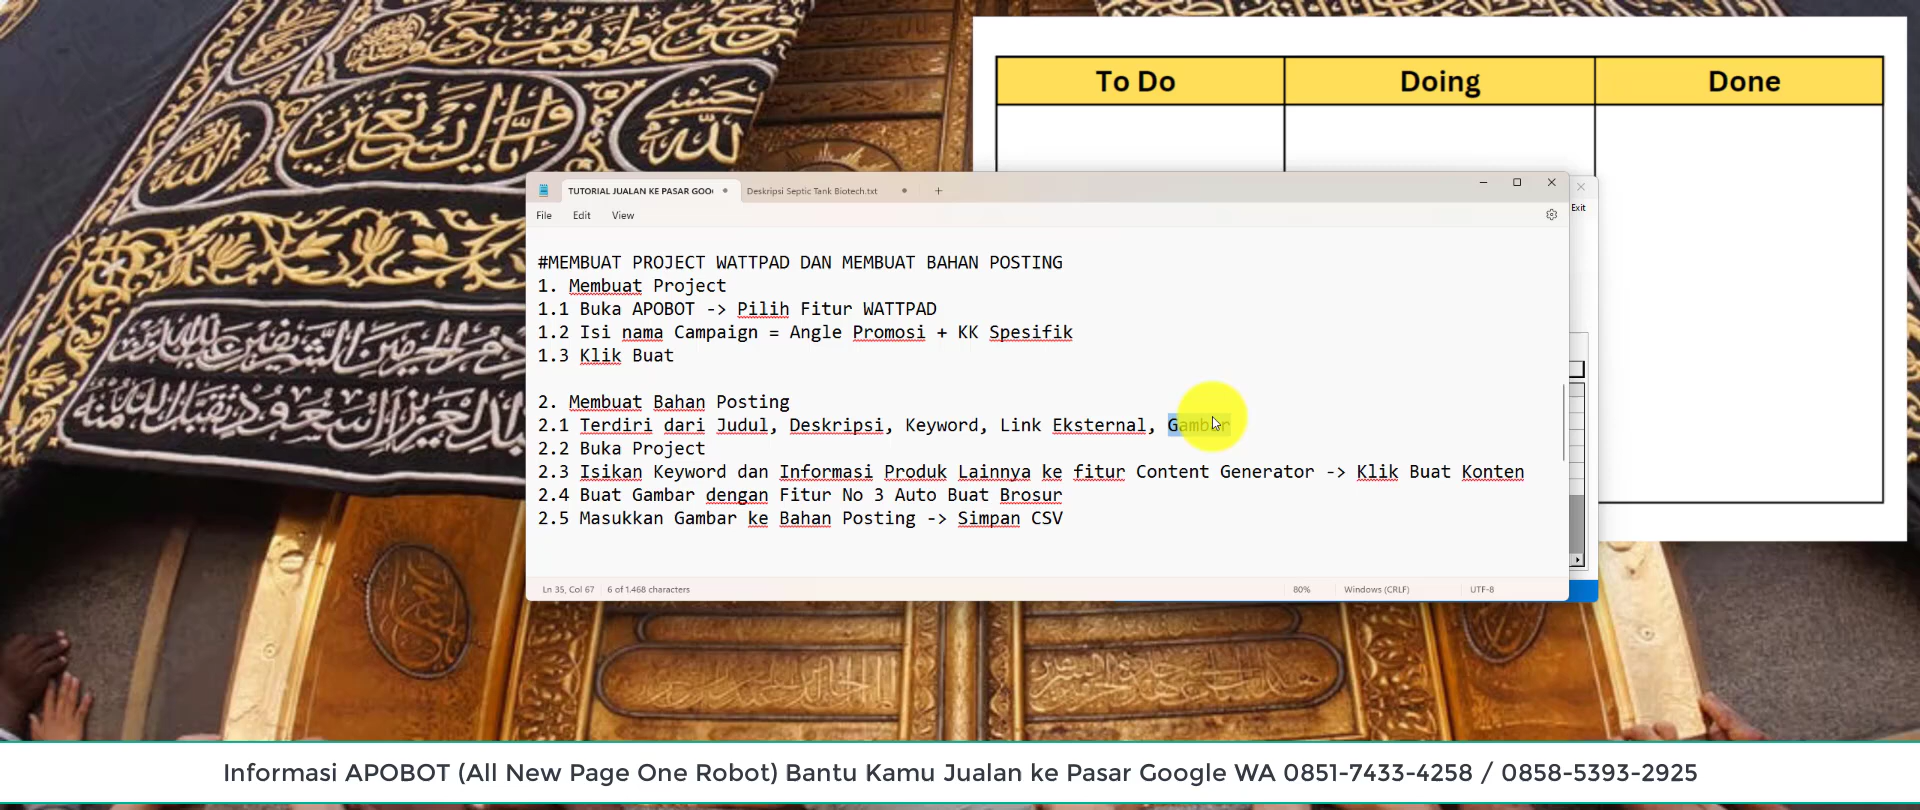 To Do Doing Done
TUTORIAL JUALAN KE PASAR GOO
Deskripsi Septic Tank Biotech.txt
File Edit View
Exit
#MEMBUAT PROJECT WATTPAD DAN MEMBUAT BAHAN POSTING
1. Membuat Project
1.1 Buka APOBOT -> Pilih Fitur WATTPAD
1.2 Isi nama Campaign = Angle Promosi + KK Spesifik
1.3 Klik Buat
2. Membuat Bahan Posting
2.1 Terdiri dari Judul, Deskripsi, Keyword, Link Eksternal, Gambar
2.2 Buka Project
2.3 Isikan Keyword dan Informasi Produk Lainnya ke fitur Content Generator -> Klik Buat Konten
2.4 Buat Gambar dengan Fitur No 3 Auto Buat Brosur
2.5 Masukkan Gambar ke Bahan Posting -> Simpan CSV
Ln 35, Col 67 6 of 1.468 characters 80% Windows (CRLF) UTF-8
Informasi APOBOT (All New Page One Robot) Bantu Kamu Jualan ke Pasar Google WA 0851-7433-4258 / 0858-5393-2925